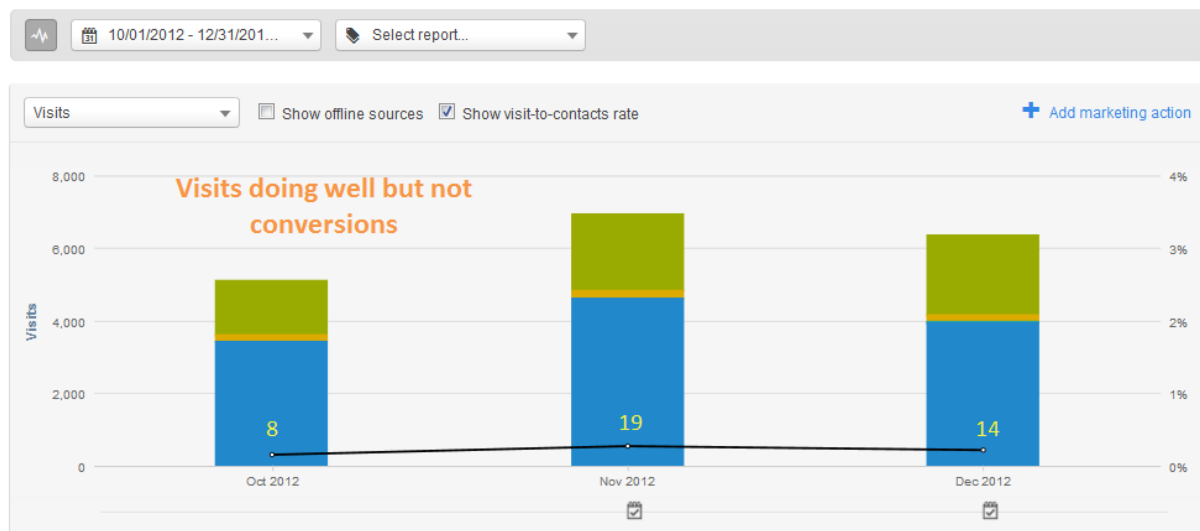 31 10/01/2012 - 12/31/201... Select report...
Visits Show offline sources Show visit-to-contacts rate Add marketing action
8,000 4%
Visits doing well but not
conversions
6,000 3%
Visits
4,000 2%
2,000 1%
8 19 14
0 0%
Oct 2012 Nov 2012 Dec 2012